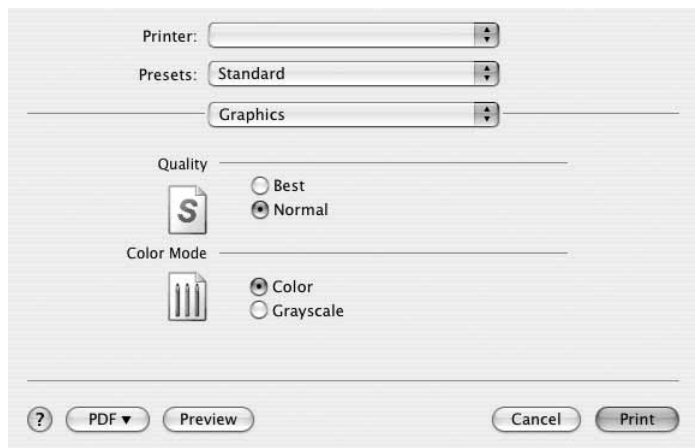 Printer:
Presets: Standard
Graphics
Quality
Best
S
Normal
Color Mode
Color
Grayscale
? PDF▼ Preview Cancel Print